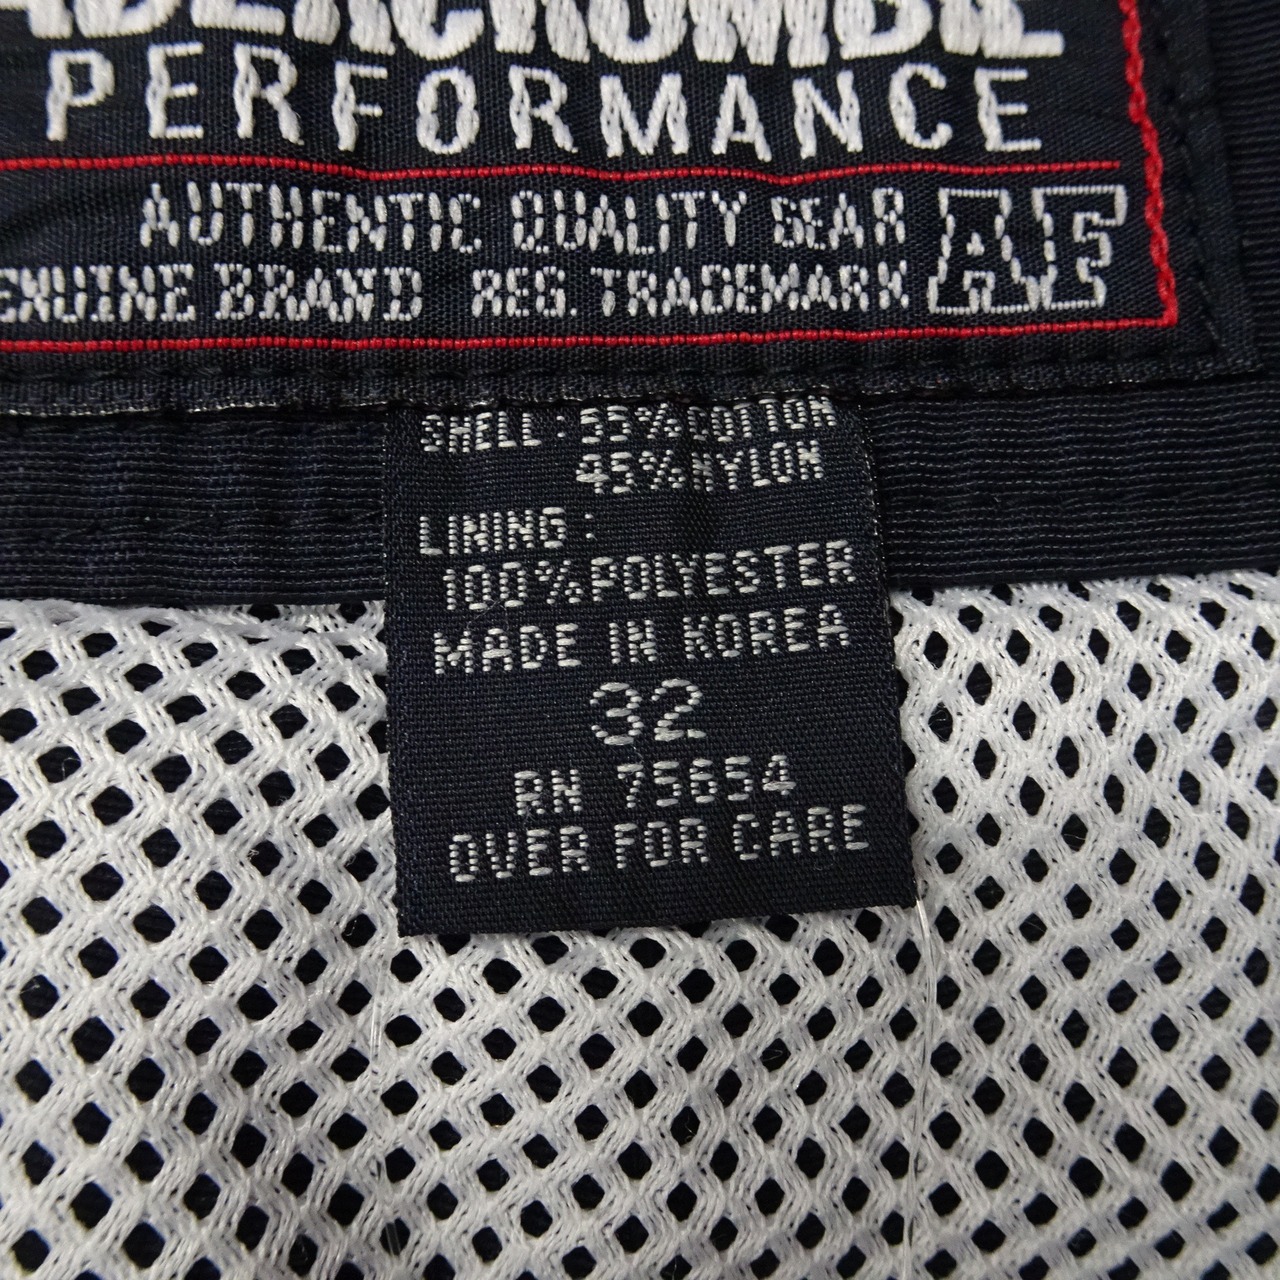 ABERCROMBIE
PERFORMANCE
AUTHENTIC QUALITY GEAR AF
ENUINE BRAND REG. TRADEMARK
SHELL: 55% COTTON
45% NYLON
LINING:
100% POLYESTER
MADE IN KOREA
32
RN 75654
OVER FOR CARE